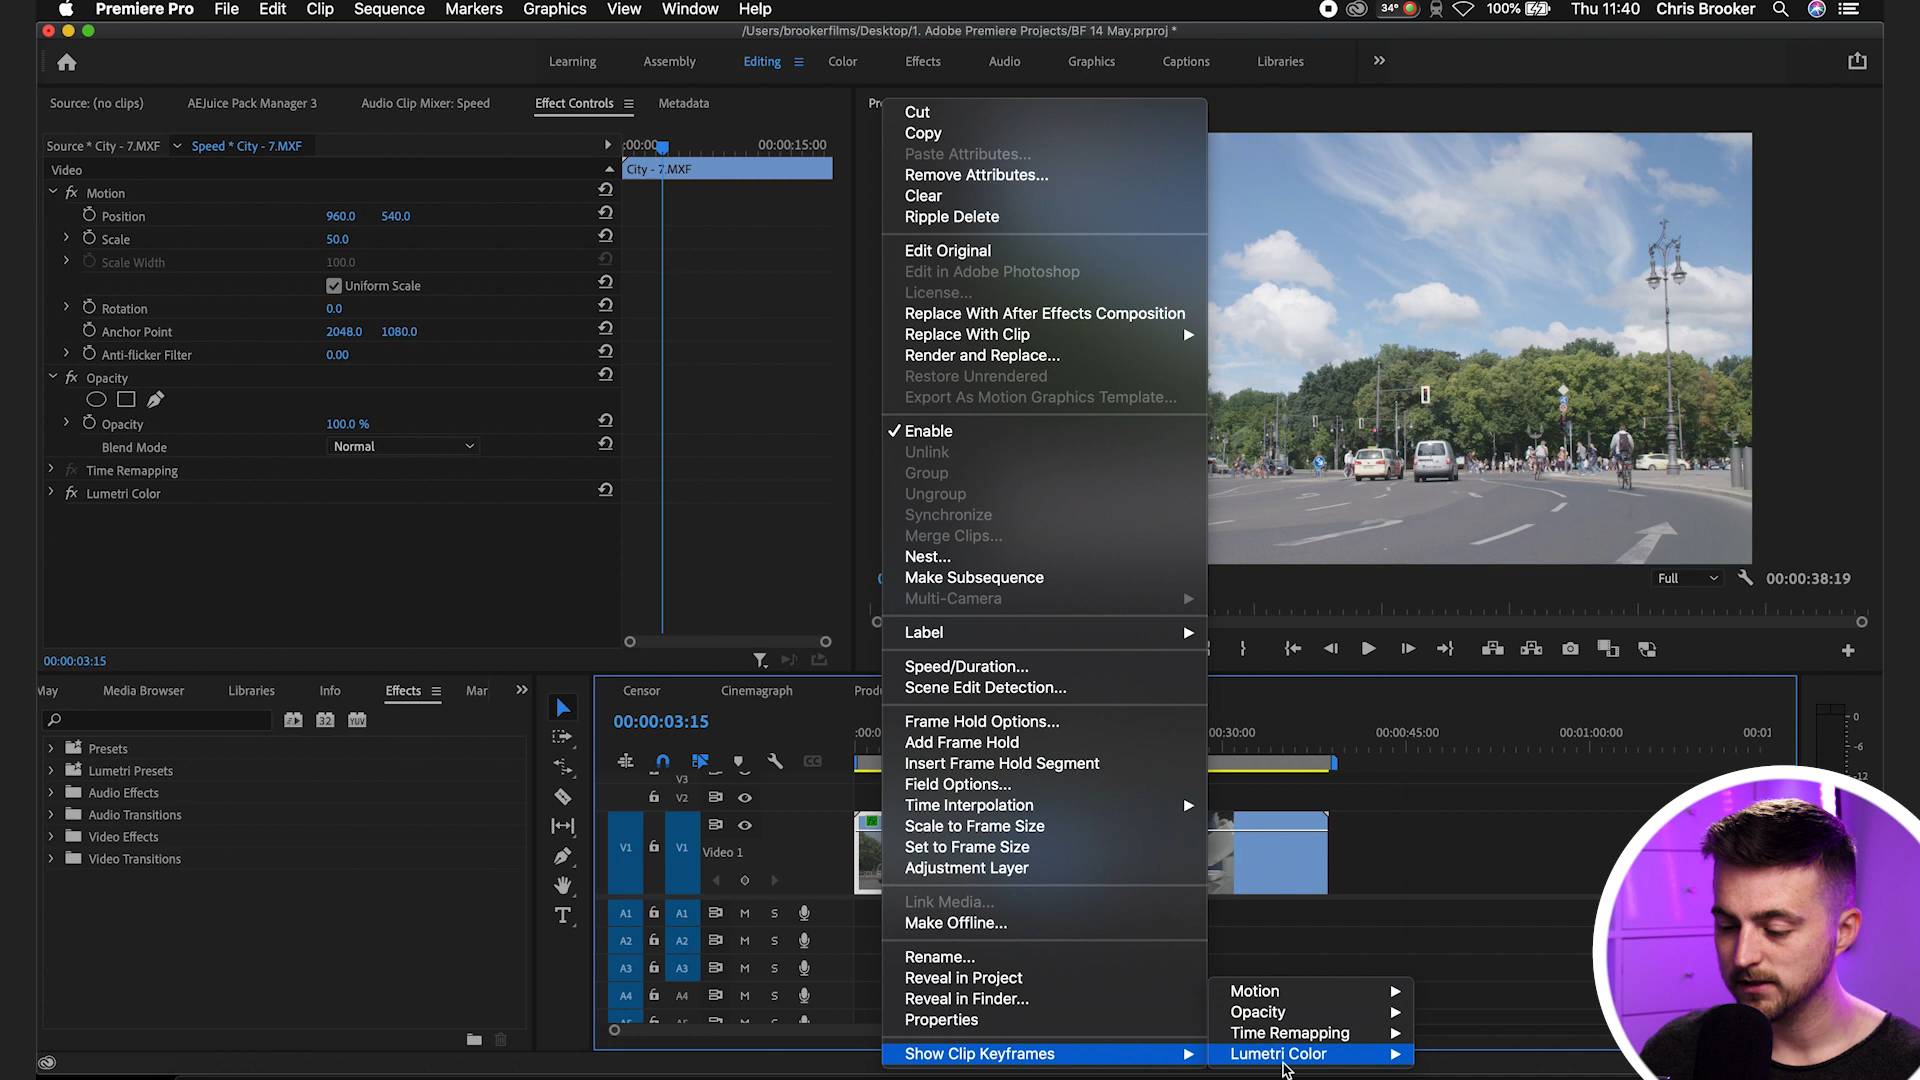 Premiere Pro File Edit Clip Sequence Markers Graphics View Window Help 34° 100% Thu 11:40 Chris Brooker
/Users/brookerfilms/Desktop/1. Adobe Premiere Projects/BF 14 May.prproj *
Learning Assembly Editing Color Effects Audio Graphics Captions Libraries
Source: (no clips) AEJuice Pack Manager 3 Audio Clip Mixer: Speed Effect Controls Metadata
Source * City - 7.MXF Speed * City - 7.MXF
:00:00 00:00:15:00
Video
City - 7.MXF
Motion
Position 960.0 540.0
Scale 50.0
Scale Width 100.0
Uniform Scale
Rotation 0.0
Anchor Point 2048.0 1080.0
Anti-flicker Filter 0.00
Opacity
Opacity 100.0 %
Blend Mode Normal
Time Remapping
Lumetri Color
00:00:03:15
Cut
Copy
Paste Attributes...
Remove Attributes...
Clear
Ripple Delete
Edit Original
Edit in Adobe Photoshop
License...
Replace With After Effects Composition
Replace With Clip
Render and Replace...
Restore Unrendered
Export As Motion Graphics Template...
Enable
Unlink
Group
Ungroup
Synchronize
Merge Clips...
Nest...
Make Subsequence
Multi-Camera
Label
Speed/Duration...
Scene Edit Detection...
Frame Hold Options...
Add Frame Hold
Insert Frame Hold Segment
Field Options...
Time Interpolation
Scale to Frame Size
Set to Frame Size
Adjustment Layer
Link Media...
Make Offline...
Rename...
Reveal in Project
Reveal in Finder...
Properties
Show Clip Keyframes
Motion
Opacity
Time Remapping
Lumetri Color
Full 00:00:38:19
May Media Browser Libraries Info Effects Mar
32 YUV
Presets
Lumetri Presets
Audio Effects
Audio Transitions
Video Effects
Video Transitions
Censor Cinemagraph Produ
00:00:03:15
:00:0 00:30:00 00:00:45:00 00:01:00:00 00:01
CC
V3
V2
V1 V1 Video 1
A1 A1 M S
A2 A2 M S
A3 A3 M S
A4 A4 M S
0
-6
-12